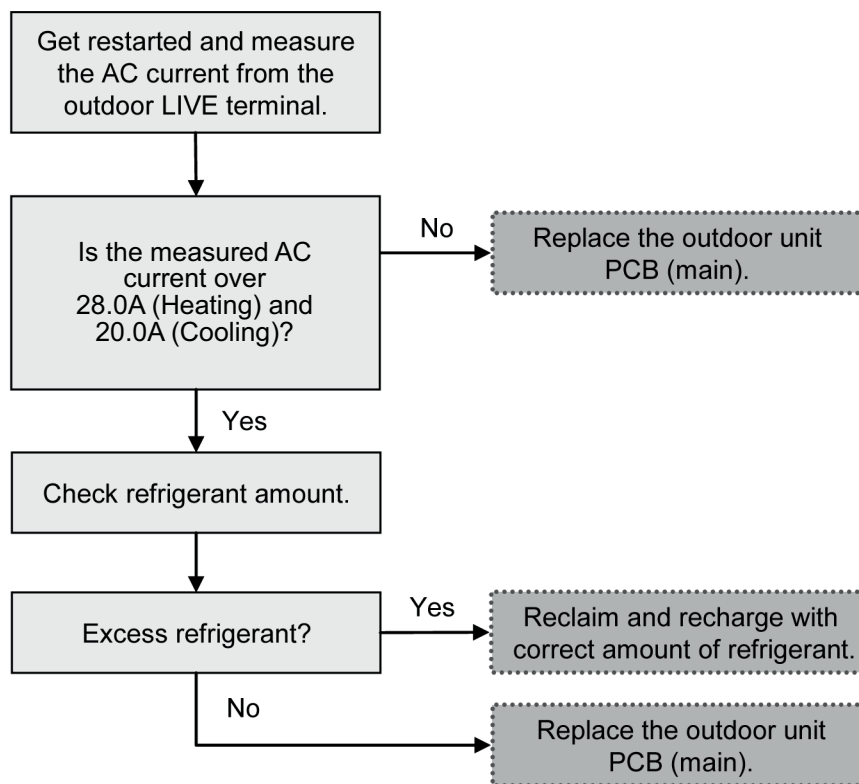 Get restarted and measure
the AC current from the
outdoor LIVE terminal.
Is the measured AC
current over
28.0A (Heating) and
20.0A (Cooling)?
No
Replace the outdoor unit
PCB (main).
Yes
Check refrigerant amount.
Excess refrigerant?
Yes
Reclaim and recharge with
correct amount of refrigerant.
No
Replace the outdoor unit
PCB (main).